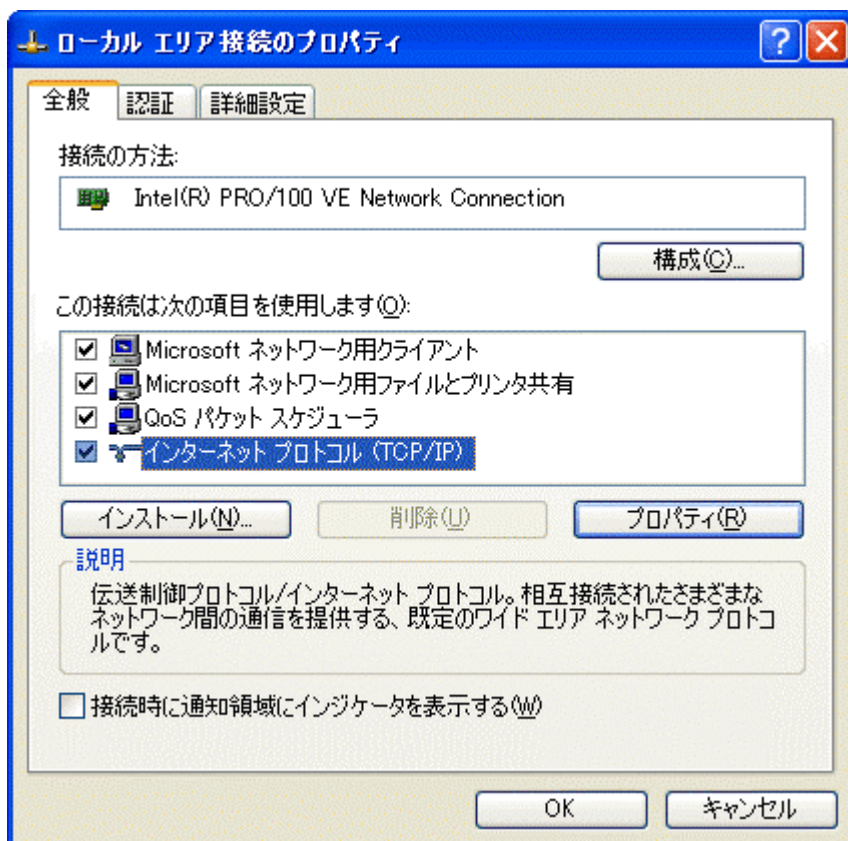 ローカル エリア接続のプロパティ
全般
認証
詳細設定
接続の方法:
Intel(R) PRO/100 VE Network Connection
構成(C)...
この接続は次の項目を使用します(O):
Microsoft ネットワーク用クライアント
Microsoft ネットワーク用ファイルとプリンタ共有
QoS パケット スケジューラ
インターネット プロトコル (TCP/IP)
インストール(N)...
削除(U)
プロパティ(R)
説明
伝送制御プロトコル/インターネット プロトコル。相互接続されたさまざまな
ネットワーク間の通信を提供する、既定のワイド エリア ネットワーク プロトコ
ルです。
接続時に通知領域にインジケータを表示する(W)
OK
キャンセル